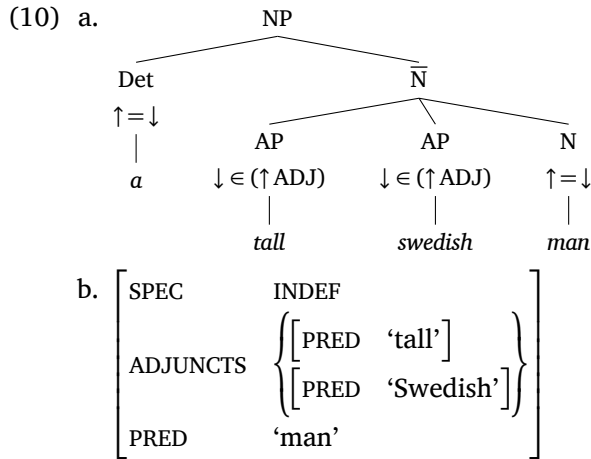 (10) a. NP
Det N̅
↑=↓ AP AP N
a ↓∈(↑ADJ) ↓∈(↑ADJ) ↑=↓
tall swedish man
b. [SPEC INDEF
ADJUNCTS {[PRED ‘tall’]
[PRED ‘Swedish’]}
PRED ‘man’]